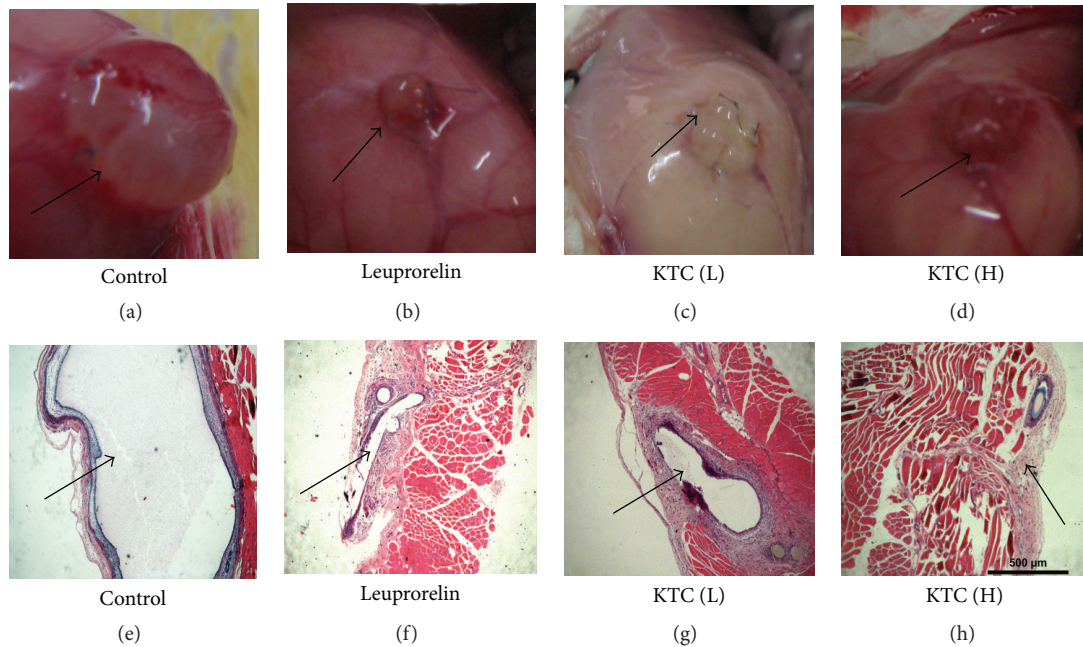 Control
Leuprorelin
KTC (L)
KTC (H)
(a)
(b)
(c)
(d)
500 μm
Control
Leuprorelin
KTC (L)
KTC (H)
(e)
(f)
(g)
(h)